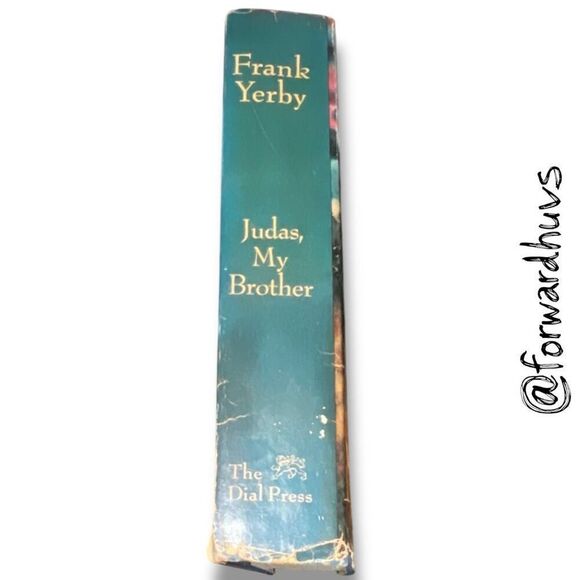 Frank
Yerby
Judas,
My
Brother
The
Dial Press
@forwardhuvs